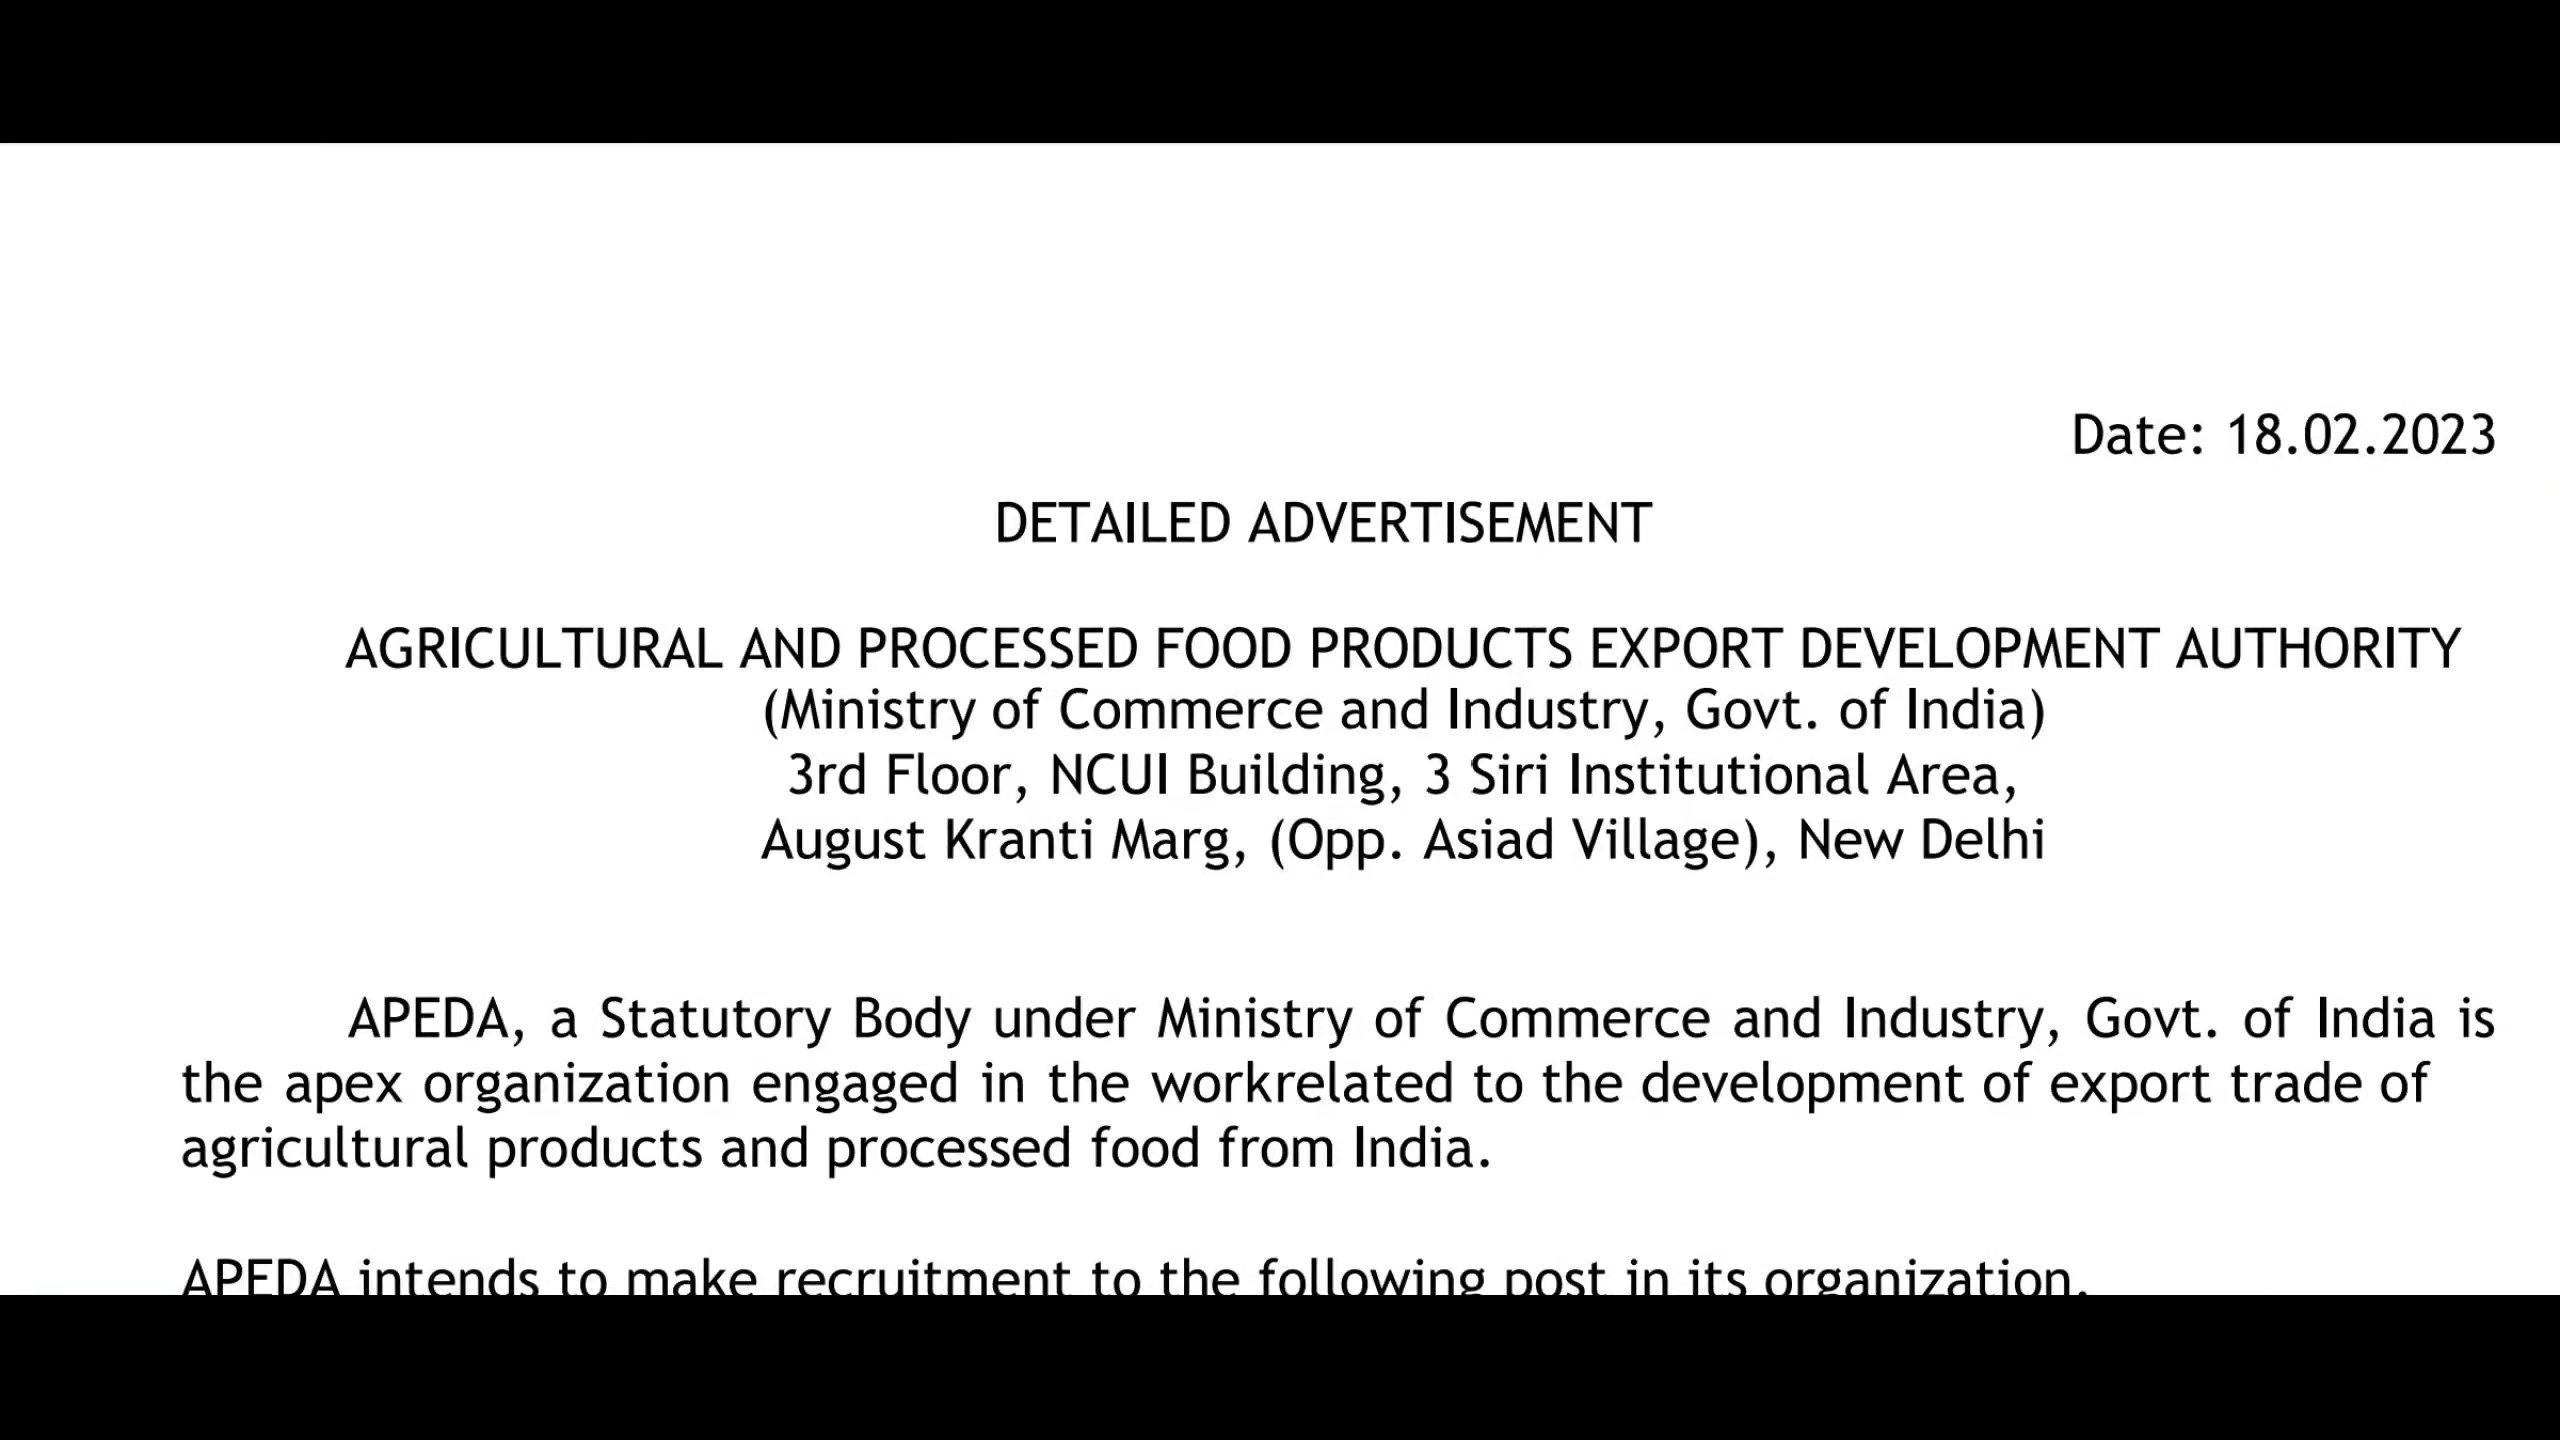 Date: 18.02.2023
DETAILED ADVERTISEMENT
AGRICULTURAL AND PROCESSED FOOD PRODUCTS EXPORT DEVELOPMENT AUTHORITY
(Ministry of Commerce and Industry, Govt. of India)
3rd Floor, NCUI Building, 3 Siri Institutional Area,
August Kranti Marg, (Opp. Asiad Village), New Delhi
APEDA, a Statutory Body under Ministry of Commerce and Industry, Govt. of India is
the apex organization engaged in the workrelated to the development of export trade of
agricultural products and processed food from India.
APEDA intends to make recruitment to the following post in its organization.